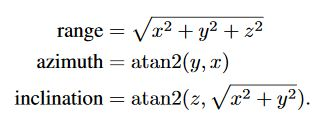 range = √x² + y² + z²
azimuth = atan2(y, x)
inclination = atan2(z, √x² + y²).